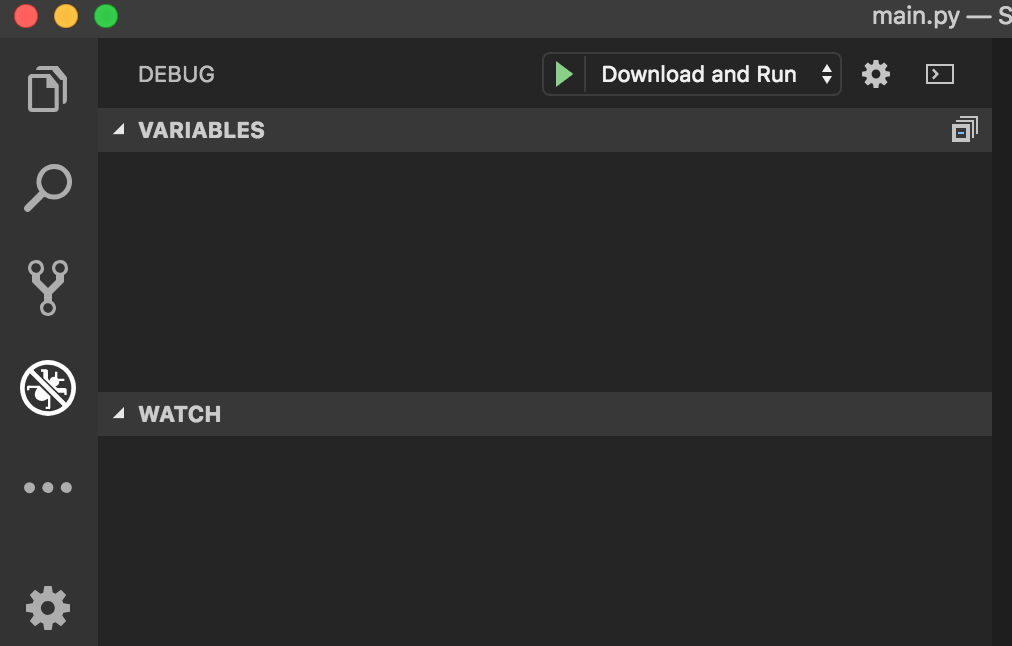 main.py — S
DEBUG
Download and Run
VARIABLES
WATCH